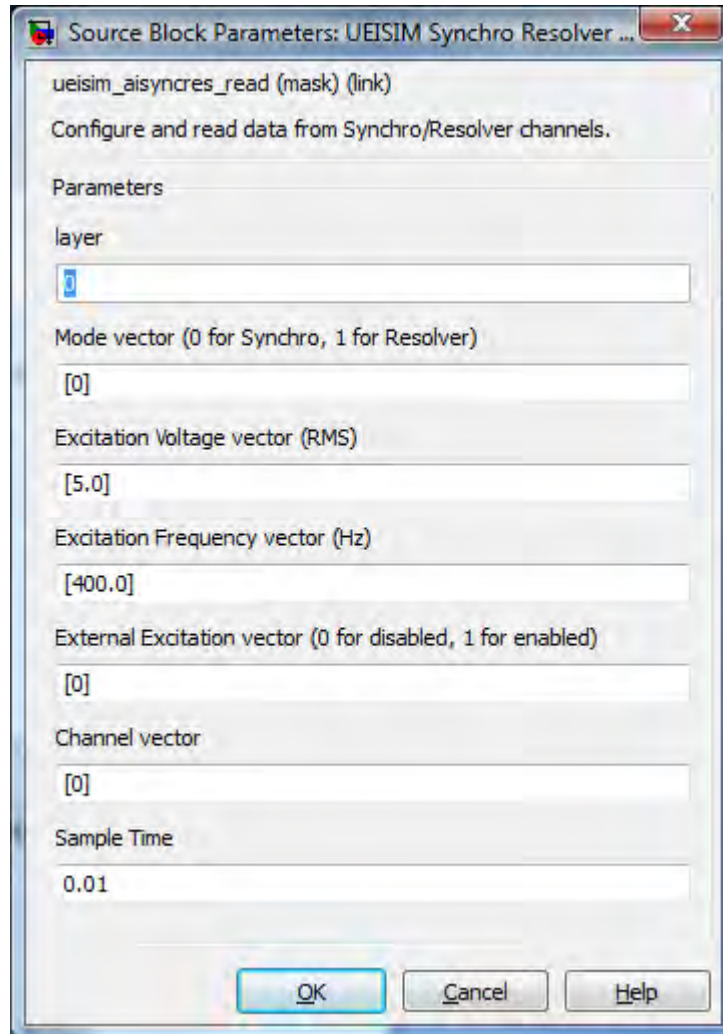 Source Block Parameters: UEISIM Synchro Resolver ...
ueisim_aisyncres_read (mask) (link)
Configure and read data from Synchro/Resolver channels.
Parameters
layer
0
Mode vector (0 for Synchro, 1 for Resolver)
[0]
Excitation Voltage vector (RMS)
[5.0]
Excitation Frequency vector (Hz)
[400.0]
External Excitation vector (0 for disabled, 1 for enabled)
[0]
Channel vector
[0]
Sample Time
0.01
OK Cancel Help